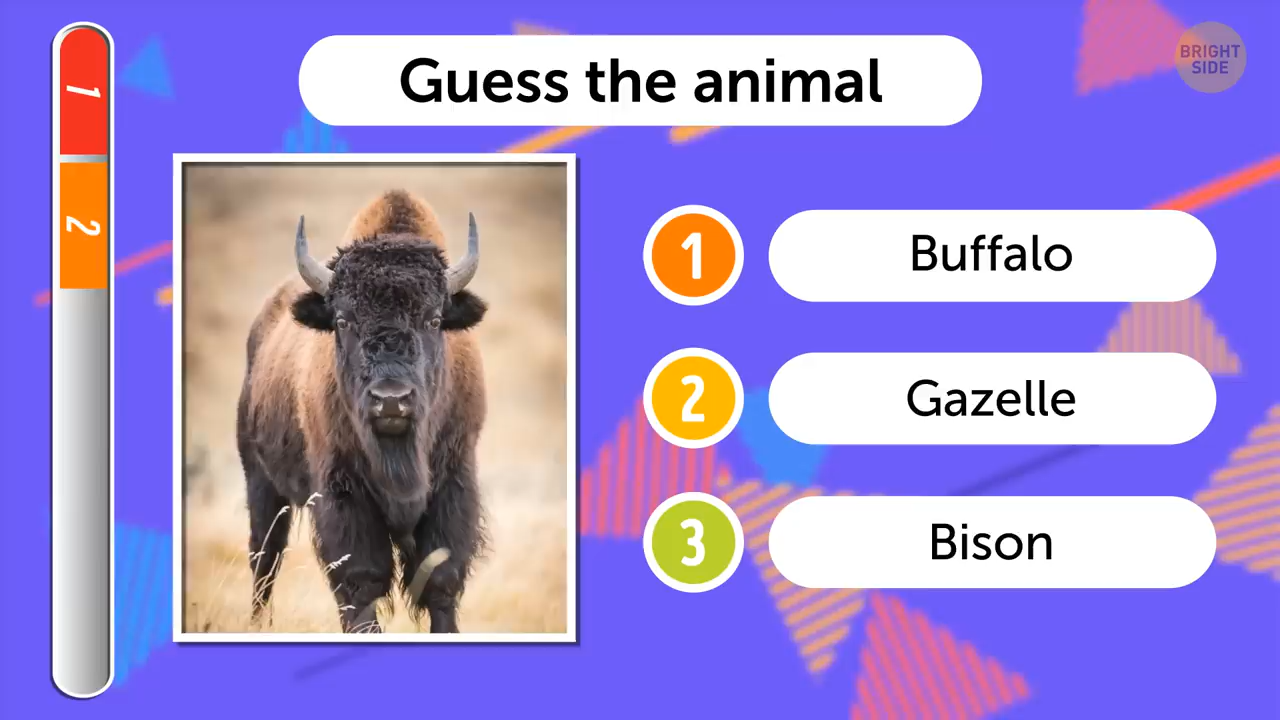 Guess the animal
BRIGHT
SIDE
1
2
1
Buffalo
2
Gazelle
3
Bison